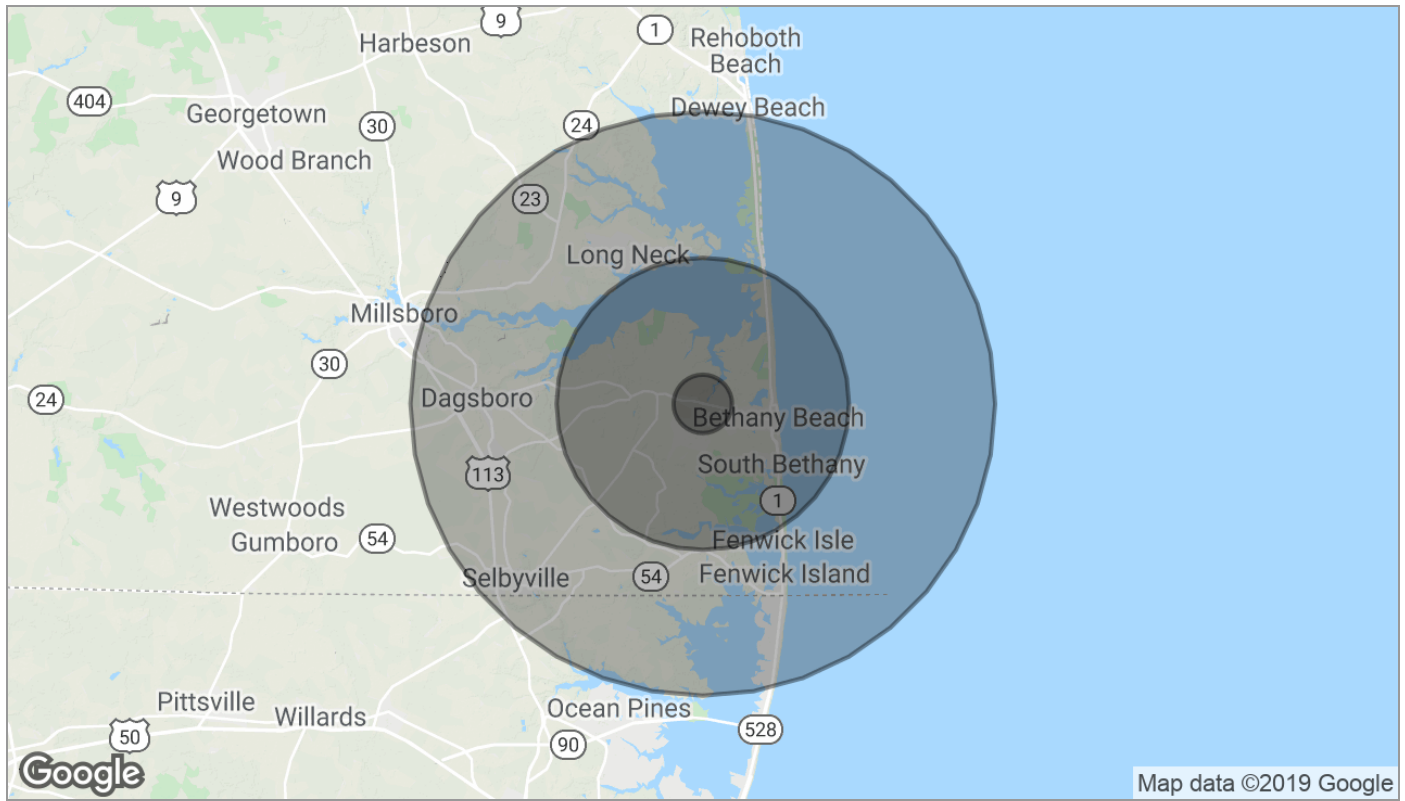 9
1
Rehoboth
Beach
Harbeson
404
Georgetown
30
24
Dewey Beach
Wood Branch
9
23
Long Neck
Millsboro
30
24
Dagsboro
Bethany Beach
113
South Bethany
1
Westwoods
Gumboro
54
Fenwick Isle
Selbyville
54
Fenwick Island
Pittsville
Willards
Ocean Pines
50
90
528
Google
Map data ©2019 Google